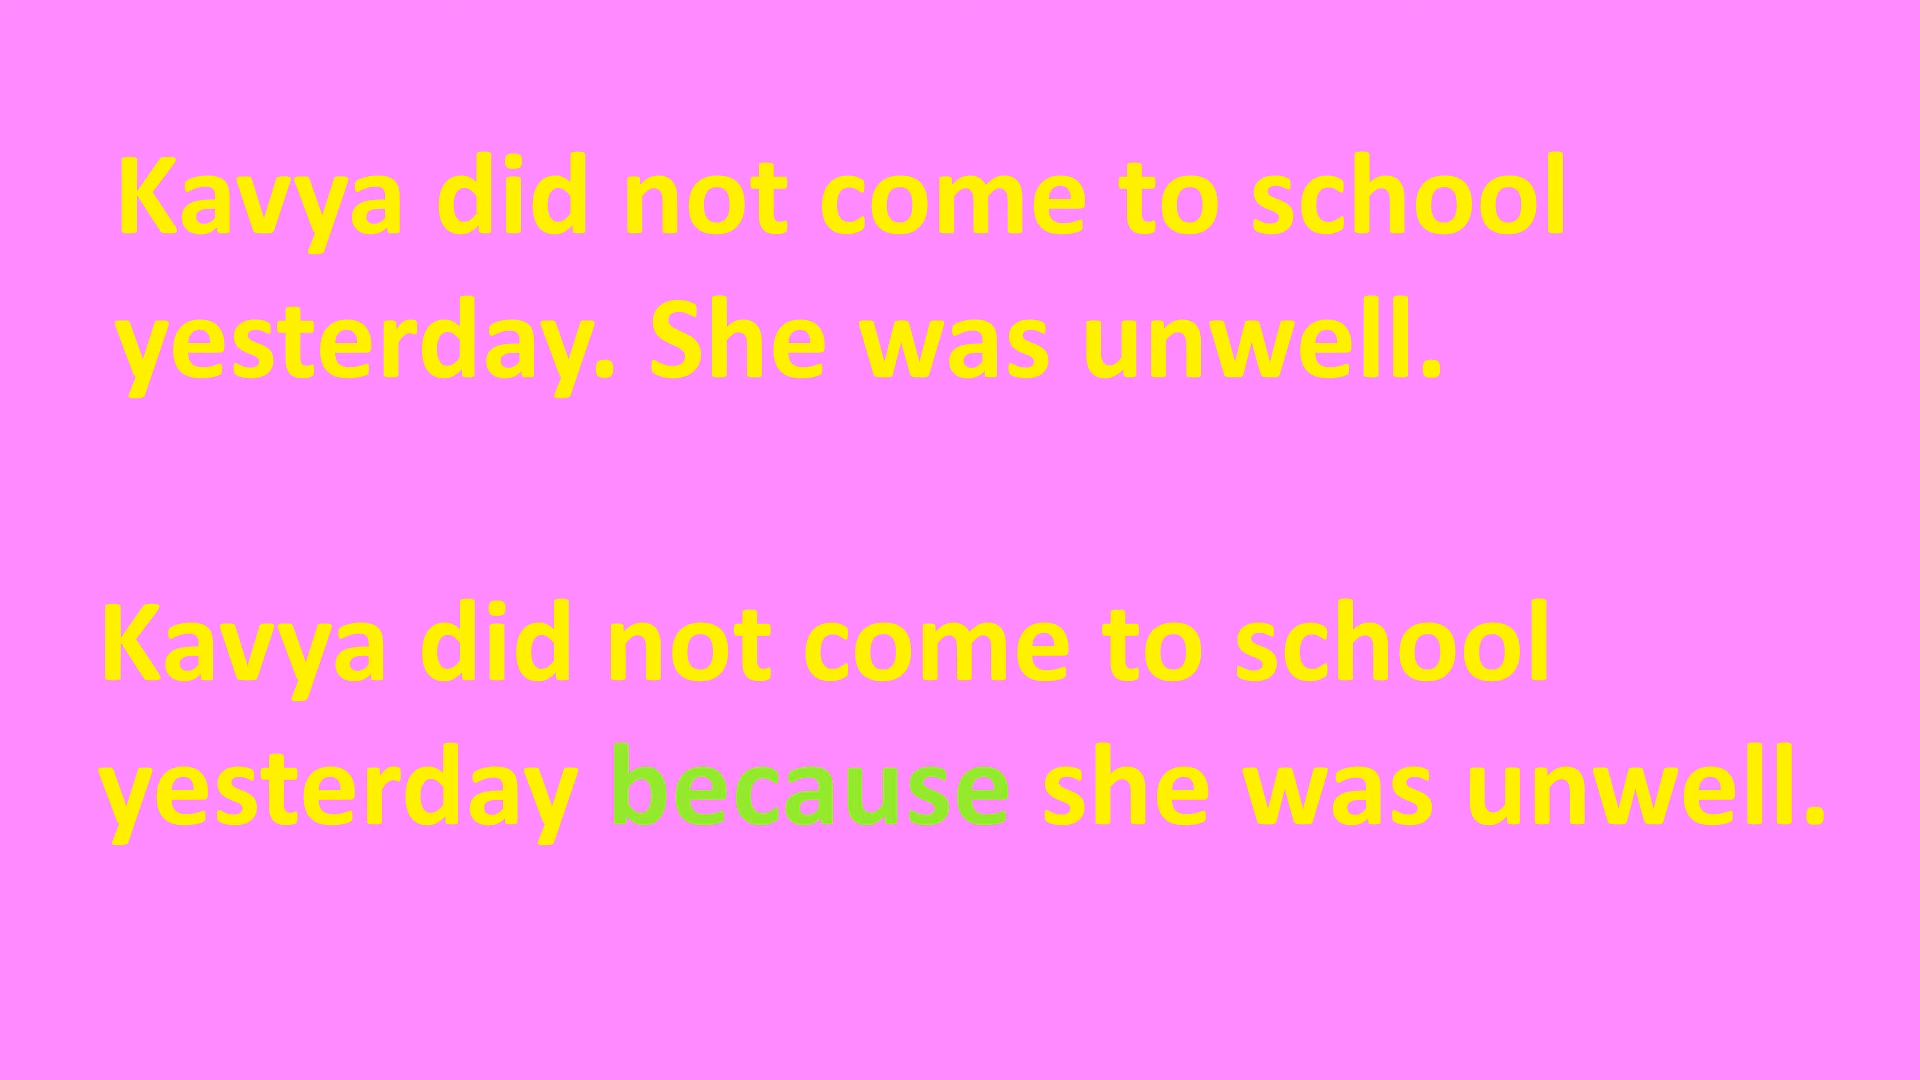 Kavya did not come to school
yesterday. She was unwell.
Kavya did not come to school
yesterday because she was unwell.